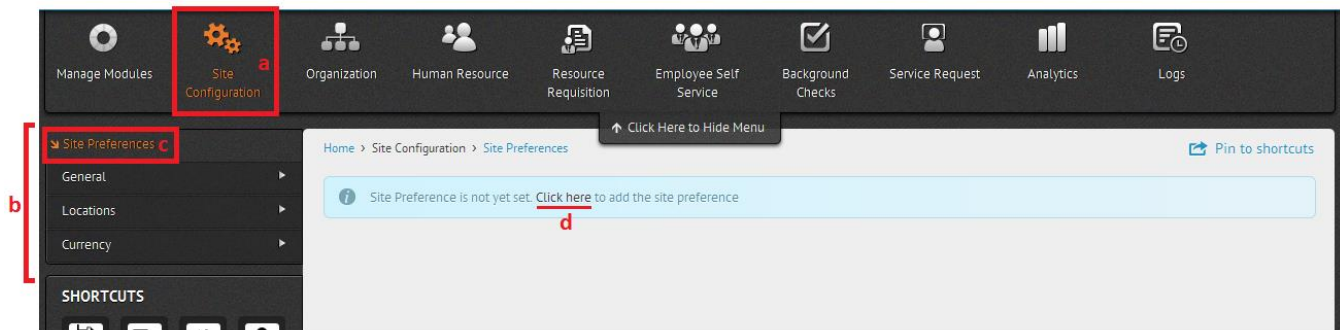 Manage Modules
Site Configuration
a
Organization
Human Resource
Resource Requisition
Employee Self Service
Background Checks
Service Request
Analytics
Logs
Click Here to Hide Menu
b
Site Preferences c
General
Locations
Currency
SHORTCUTS
Home > Site Configuration > Site Preferences
Pin to shortcuts
Site Preference is not yet set. Click here to add the site preference
d